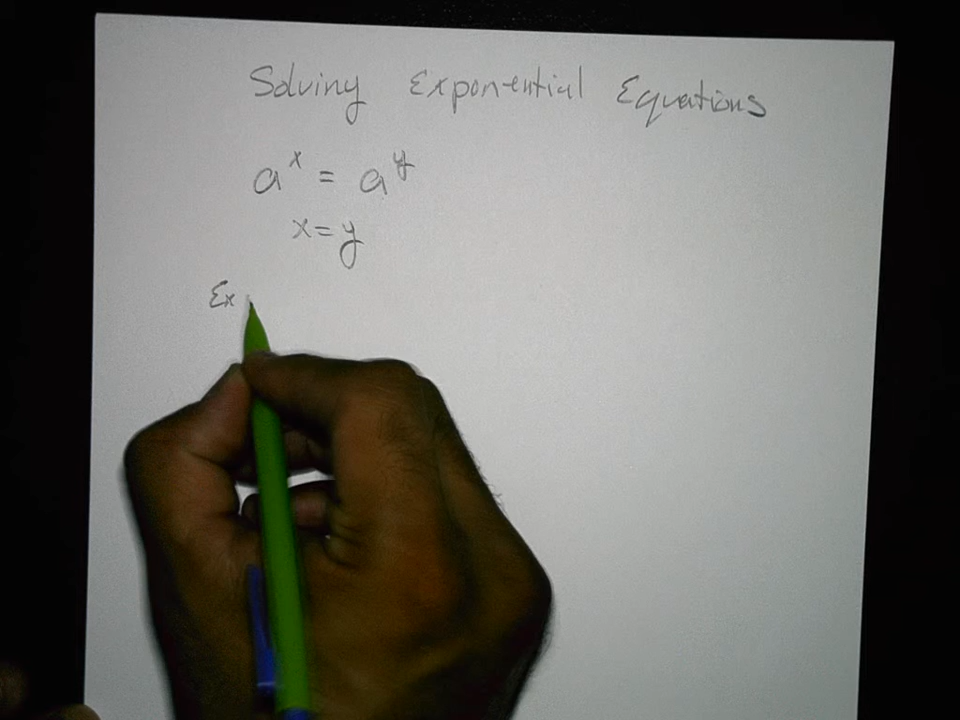 Solving Exponential Equations
a^x = a^y
x = y
Ex